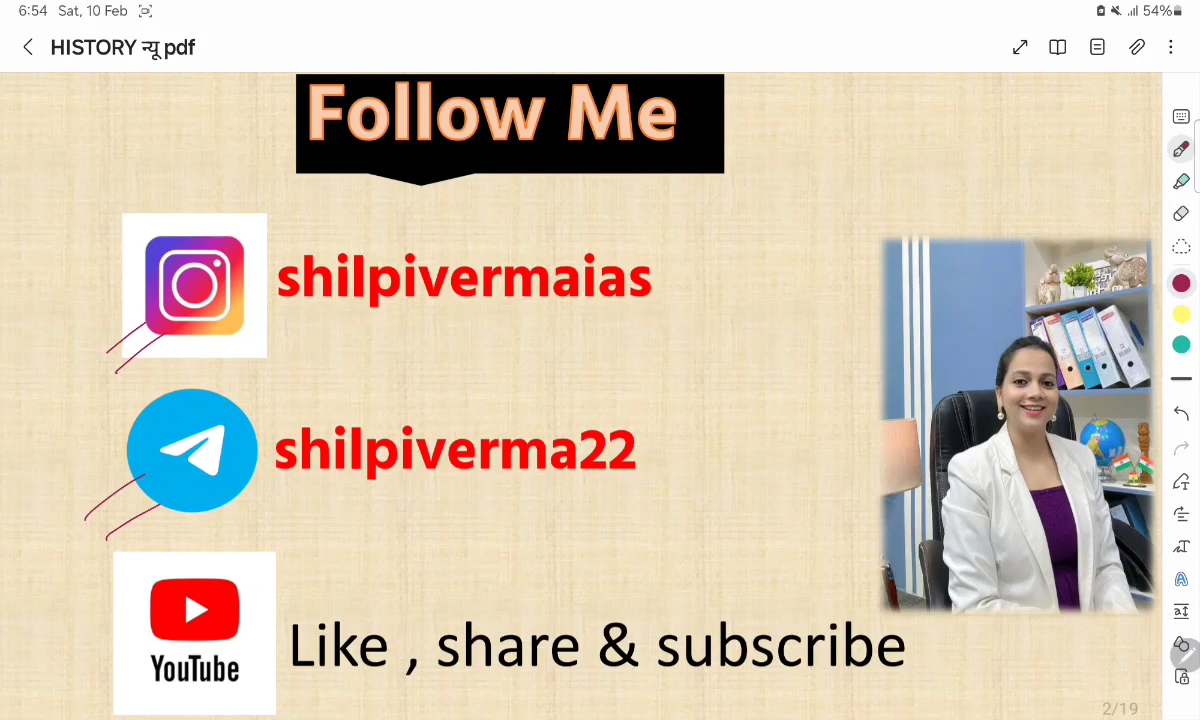 6:54 Sat, 10 Feb 54%
HISTORY न्यू pdf
Follow Me
shilpivermaias
shilpiverma22
YouTube
Like , share & subscribe
2/19